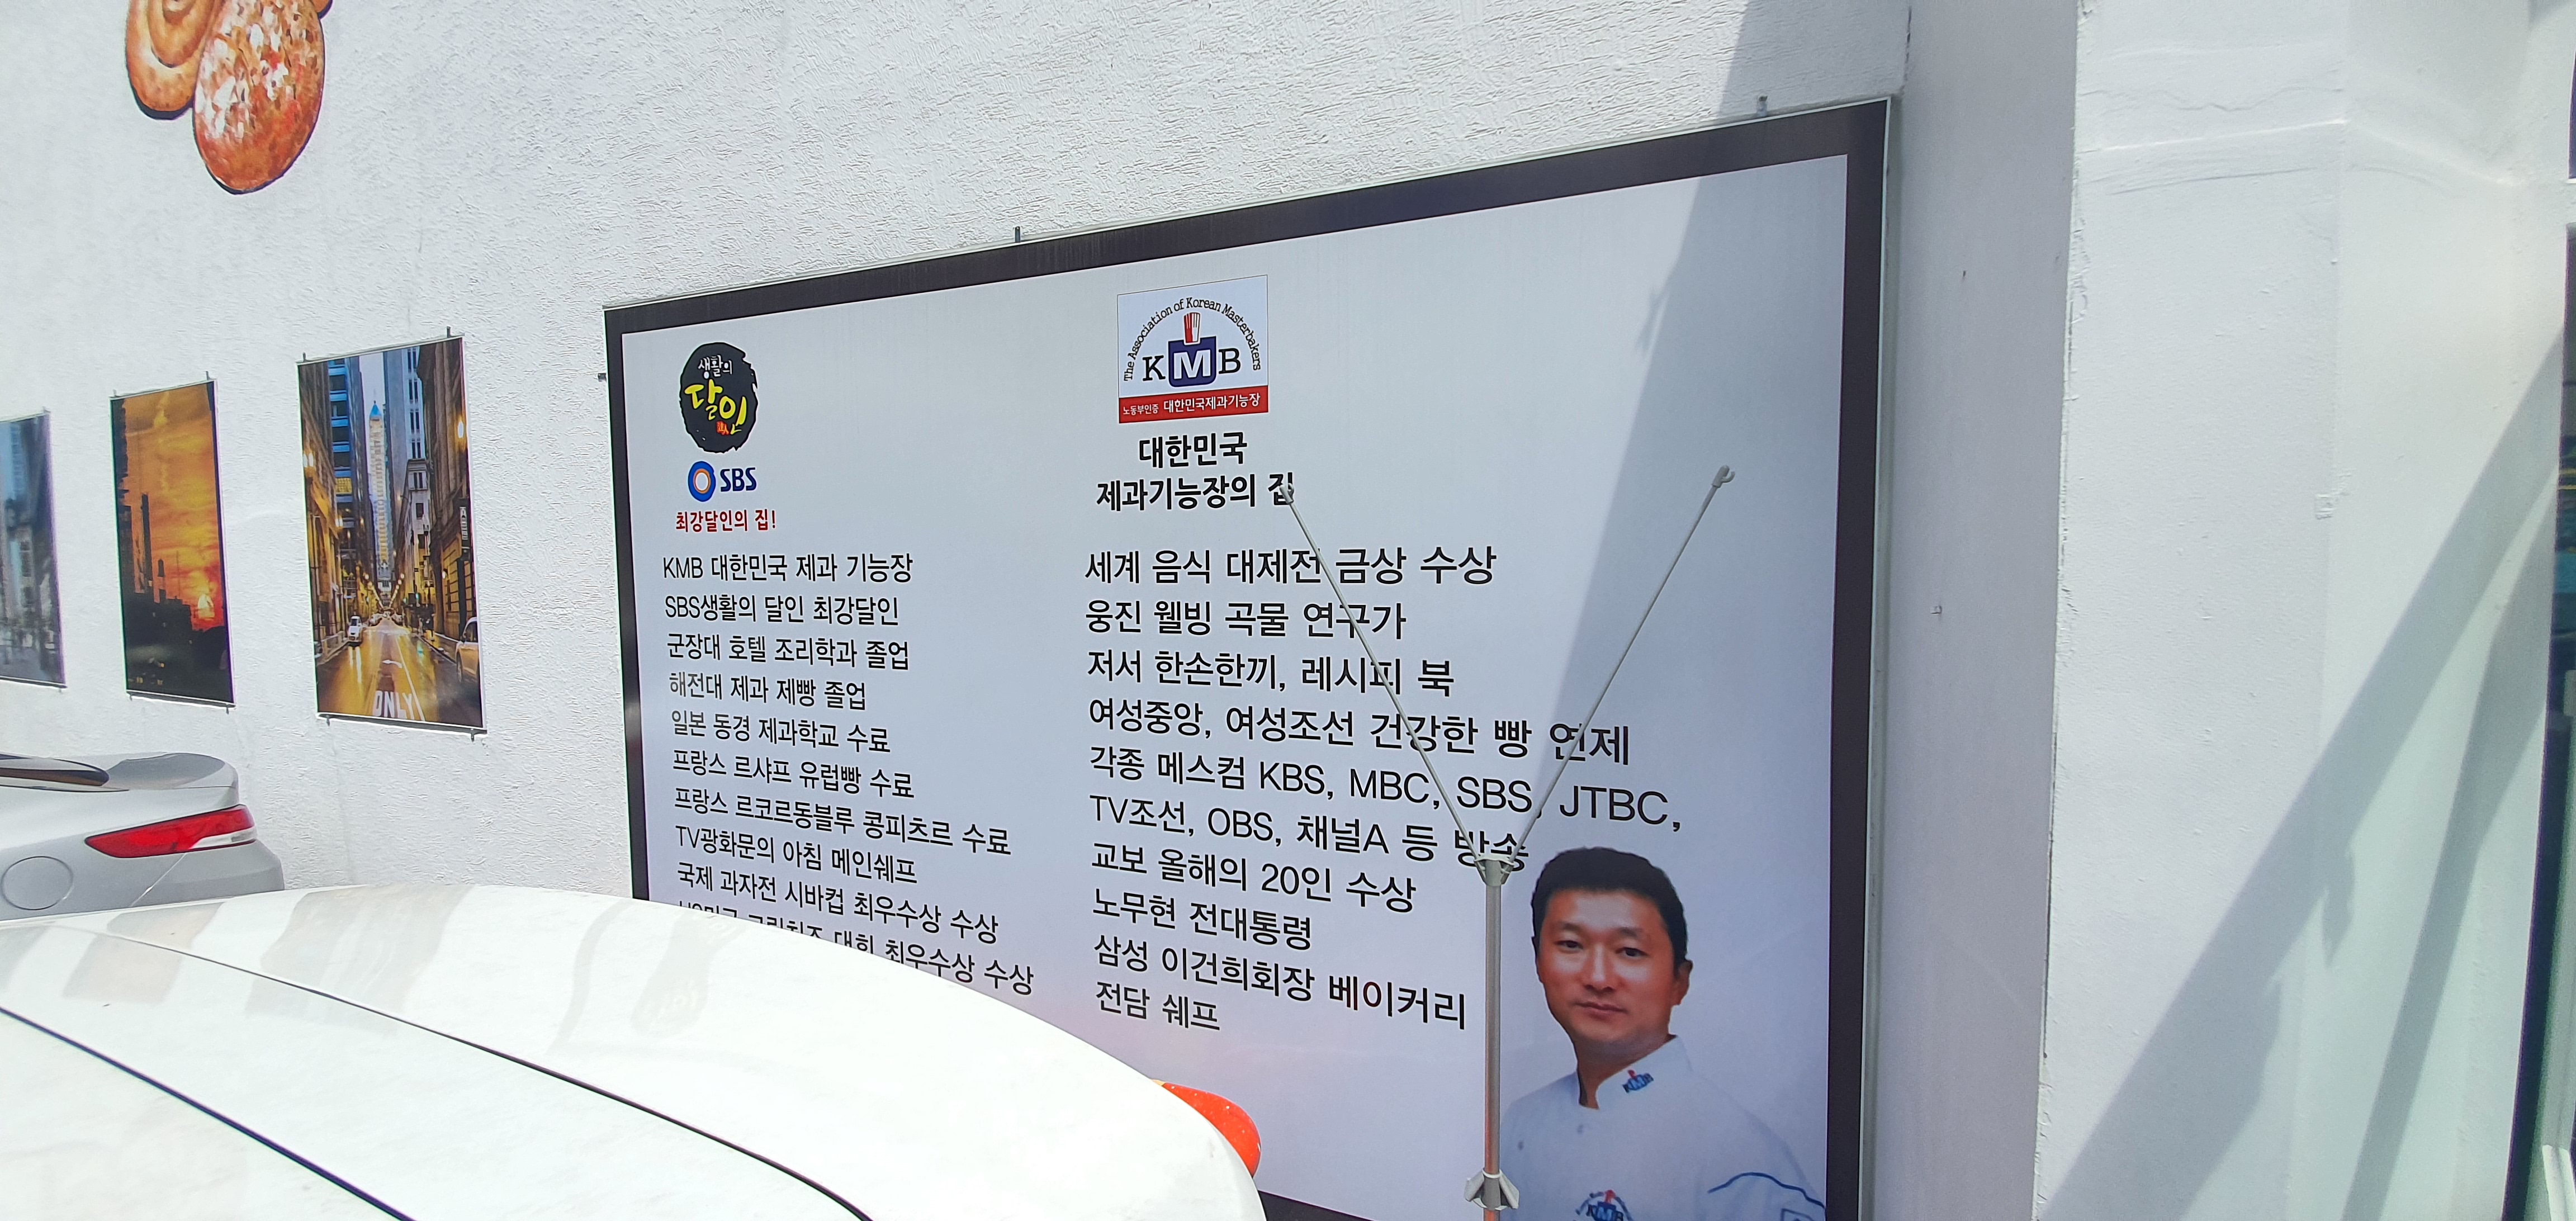 생활의
달인
SBS
최강달인의 집!
KMB 대한민국 제과 기능장
SBS생활의 달인 최강달인
군장대 호텔 조리학과 졸업
해전대 제과 제빵 졸업
일본 동경 제과학교 수료
프랑스 르샤프 유럽빵 수료
프랑스 르코르동블루 콩피츠르 수료
TV광화문의 아침 메인쉐프
국제 과자전 시바컵 최우수상 수상
대회 최우수상 수상
The Association of Korean Masterbakers
KMB
노동부인증 대한민국제과기능장
대한민국
제과기능장의 집
세계 음식 대제전 금상 수상
웅진 웰빙 곡물 연구가
저서 한손한끼, 레시피 북
여성중앙, 여성조선 건강한 빵 연제
각종 메스컴 KBS, MBC, SBS, JTBC,
TV조선, OBS, 채널A 등 방송
교보 올해의 20인 수상
노무현 전대통령
삼성 이건희회장 베이커리
전담 쉐프
KMB
KMB
ONLY